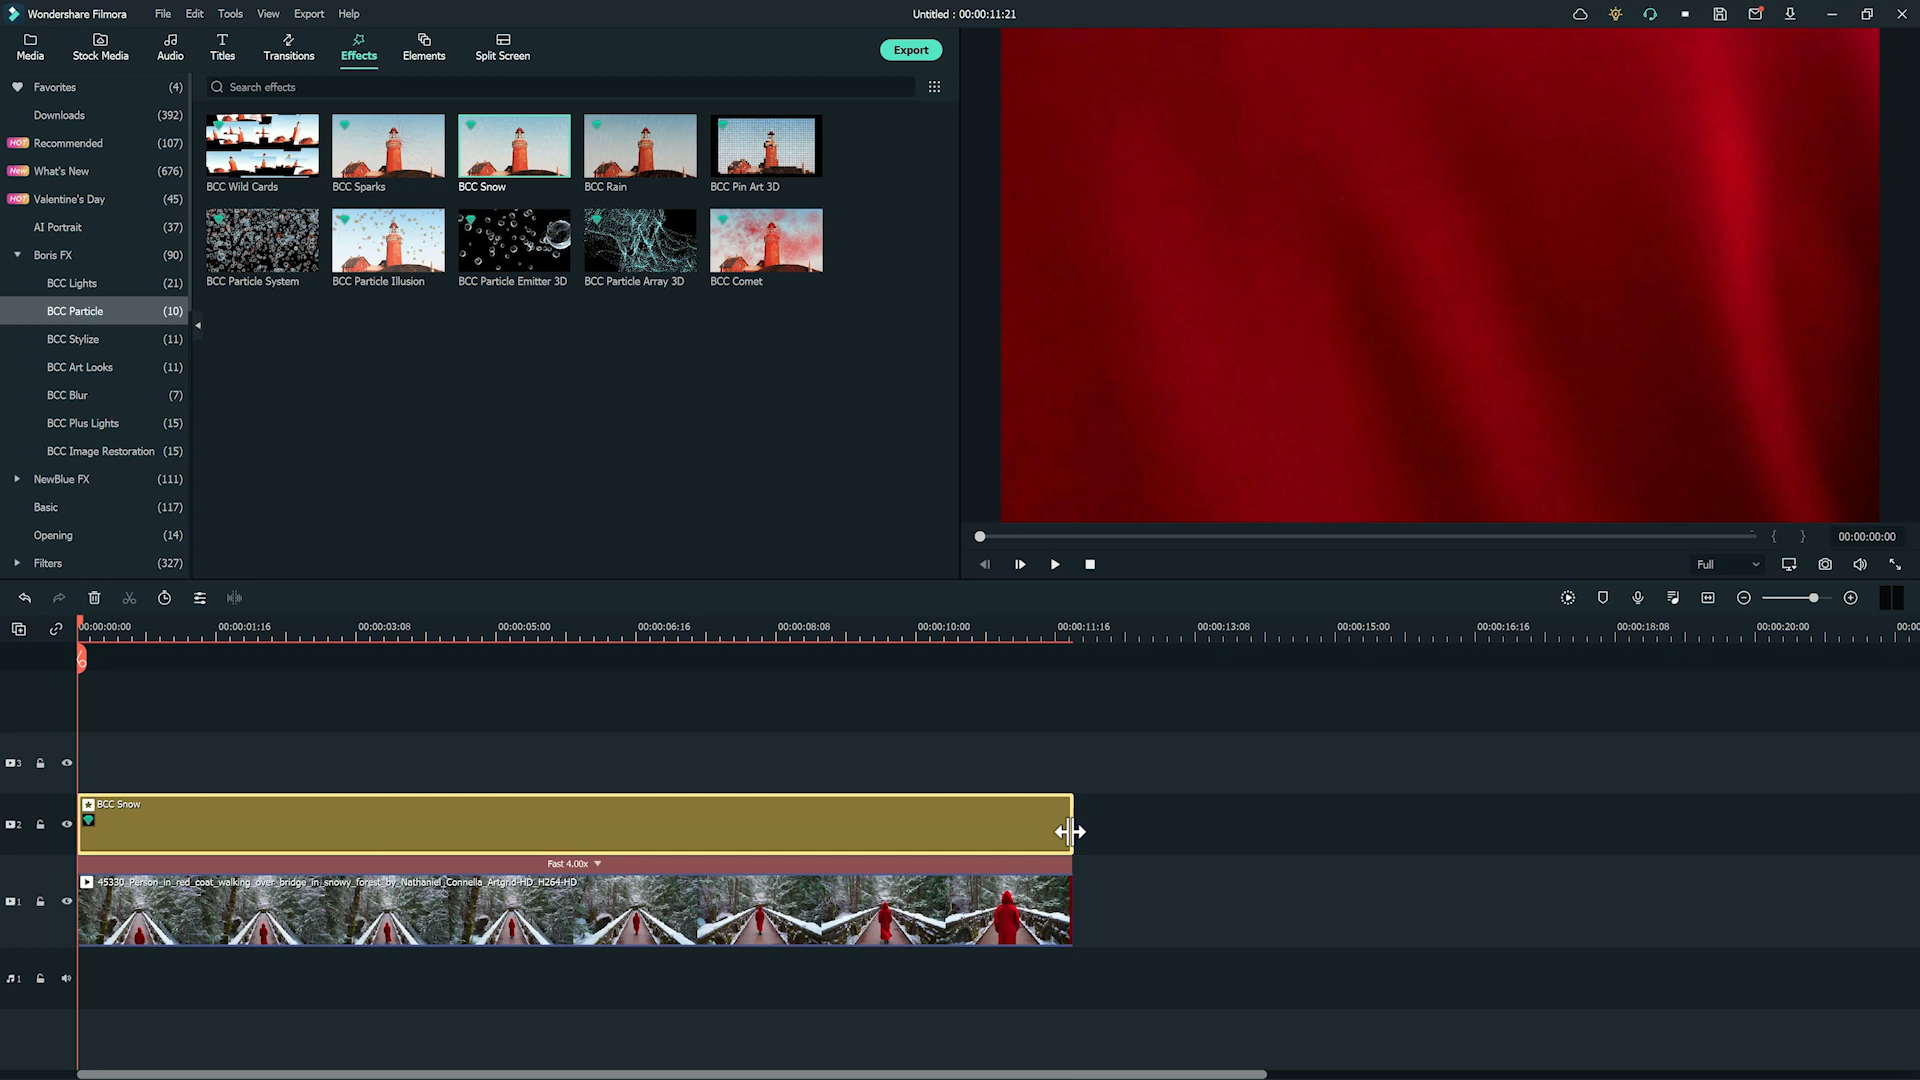 Wondershare Filmora
File Edit Tools View Export Help
Untitled : 00:00:11:21
Media Stock Media Audio Titles Transitions Effects Elements Split Screen
Export
Favorites (4)
Downloads (392)
HOT Recommended (107)
New What's New (676)
HOT Valentine's Day (45)
AI Portrait (37)
Boris FX (90)
BCC Lights (21)
BCC Particle (10)
BCC Stylize (11)
BCC Art Looks (11)
BCC Blur (7)
BCC Plus Lights (15)
BCC Image Restoration (15)
NewBlue FX (111)
Basic (117)
Opening (14)
Filters (327)
Search effects
BCC Wild Cards BCC Sparks BCC Snow BCC Rain BCC Pin Art 3D
BCC Particle System BCC Particle Illusion BCC Particle Emitter 3D BCC Particle Array 3D BCC Comet
{ } 00:00:00:00
Full
00:00:00:00 00:00:01:16 00:00:03:08 00:00:05:00 00:00:06:16 00:00:08:08 00:00:10:00 00:00:11:16 00:00:13:08 00:00:15:00 00:00:16:16 00:00:18:08 00:00:20:00 00:00
3
BCC Snow
2
Fast 4.00x
45330_Person_in_red_coat_walking_over_bridge_in_snowy_forest_by_Nathaniel_Connella_Artgrid-HD_H264-HD
1
1